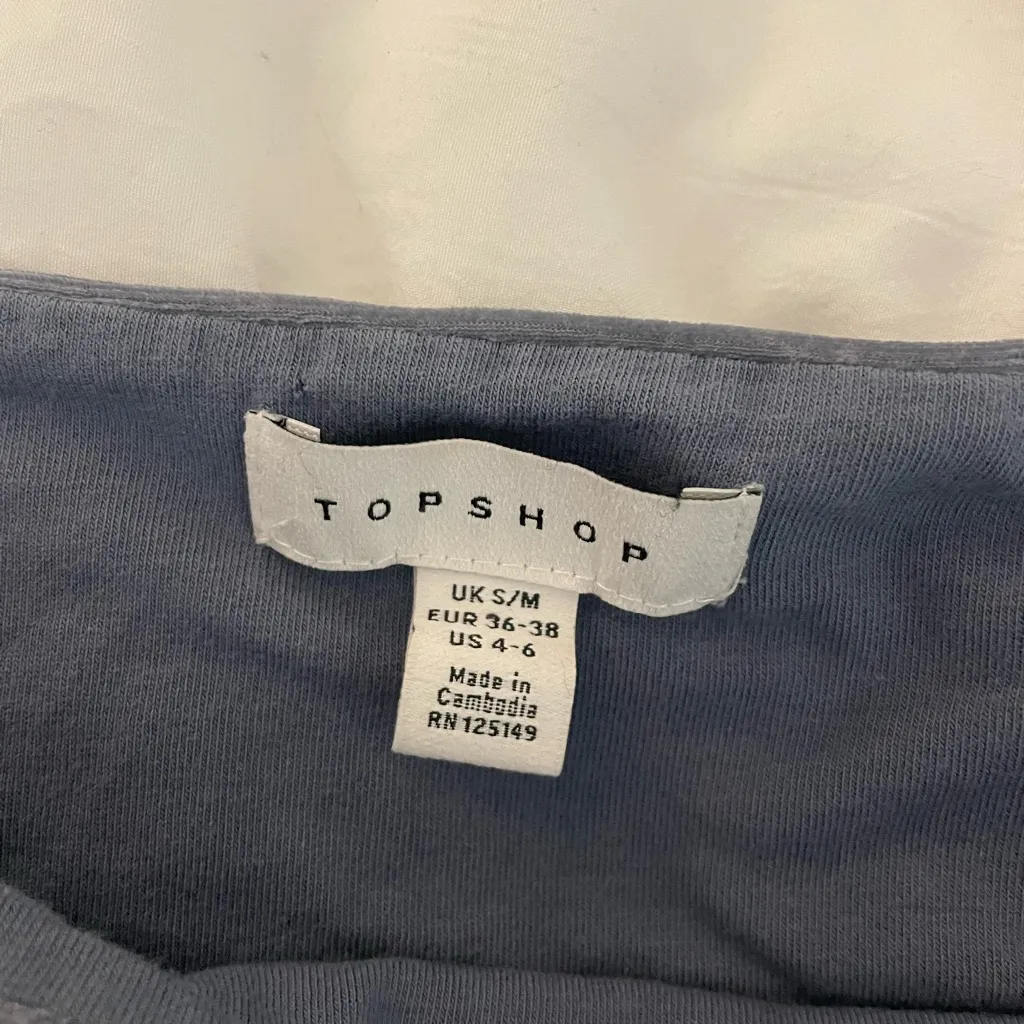 TOPSHOP
UK S/M
EUR 36-38
US 4-6
Made in
Cambodia
RN 125149